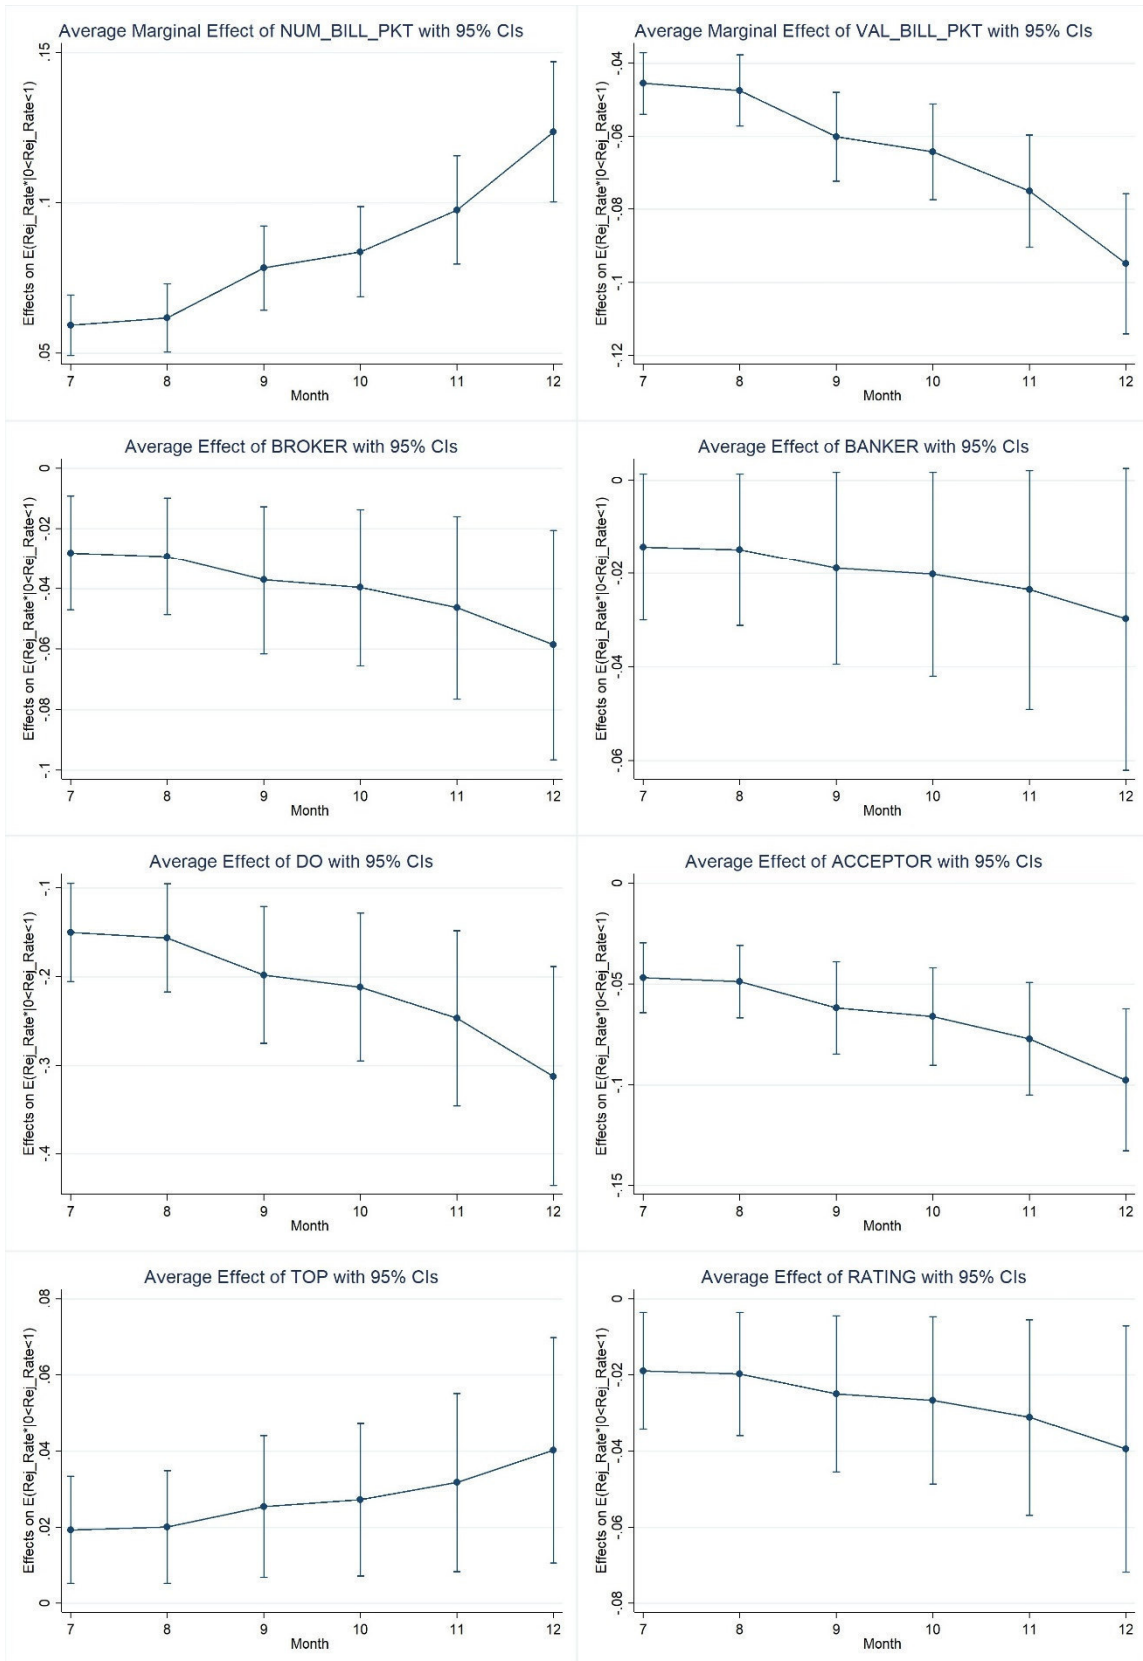 Average Marginal Effect of NUM_BILL_PKT with 95% CIs
Effects on E(Rej_Rate*|0<Rej_Rate<1)
.15
.1
.05
7 8 9 10 11 12
Month
Average Marginal Effect of VAL_BILL_PKT with 95% CIs
Effects on E(Rej_Rate*|0<Rej_Rate<1)
-.04
-.06
-.08
-.1
-.12
7 8 9 10 11 12
Month
Average Effect of BROKER with 95% CIs
Effects on E(Rej_Rate*|0<Rej_Rate<1)
0
-.02
-.04
-.06
-.08
-.1
7 8 9 10 11 12
Month
Average Effect of BANKER with 95% CIs
Effects on E(Rej_Rate*|0<Rej_Rate<1)
0
-.02
-.04
-.06
7 8 9 10 11 12
Month
Average Effect of DO with 95% CIs
Effects on E(Rej_Rate*|0<Rej_Rate<1)
-.1
-.2
-.3
-.4
7 8 9 10 11 12
Month
Average Effect of ACCEPTOR with 95% CIs
Effects on E(Rej_Rate*|0<Rej_Rate<1)
0
-.05
-.1
-.15
7 8 9 10 11 12
Month
Average Effect of TOP with 95% CIs
Effects on E(Rej_Rate*|0<Rej_Rate<1)
.08
.06
.04
.02
0
7 8 9 10 11 12
Month
Average Effect of RATING with 95% CIs
Effects on E(Rej_Rate*|0<Rej_Rate<1)
0
-.02
-.04
-.06
-.08
7 8 9 10 11 12
Month